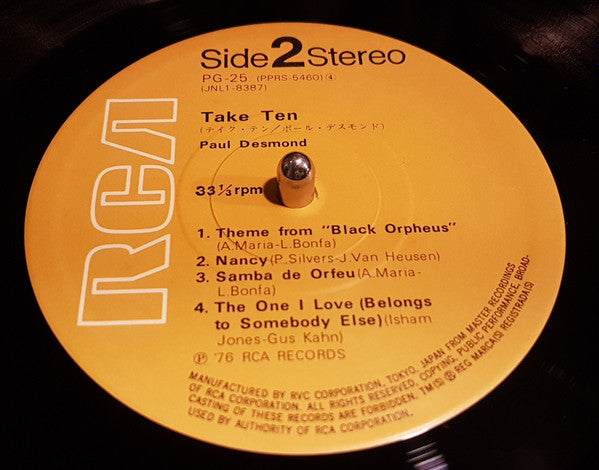 Side 2 Stereo
PG-25 (PPRS-5460) ④
(JNL1-8387)
Take Ten
(テイク・テン/ポール・デスモンド)
Paul Desmond
33 1/3 rpm
RCA
1. Theme from "Black Orpheus"
(A.Maria-L.Bonfa)
2. Nancy (P.Silvers-J.Van Heusen)
3. Samba de Orfeu (A.Maria-
L.Bonfa)
4. The One I Love (Belongs
to Somebody Else) (Isham
Jones-Gus Kahn)
Ⓟ '76 RCA RECORDS
MANUFACTURED BY RVC CORPORATION, TOKYO, JAPAN FROM MASTER RECORDINGS
OF RCA CORPORATION. ALL RIGHTS RESERVED. COPYING, PUBLIC PERFORMANCE, BROAD-
CASTING OF THESE RECORDS ARE FORBIDDEN. TM(S) ® REG MARCA(S) REGISTRADA(S)
USED BY AUTHORITY OF RCA CORPORATION.